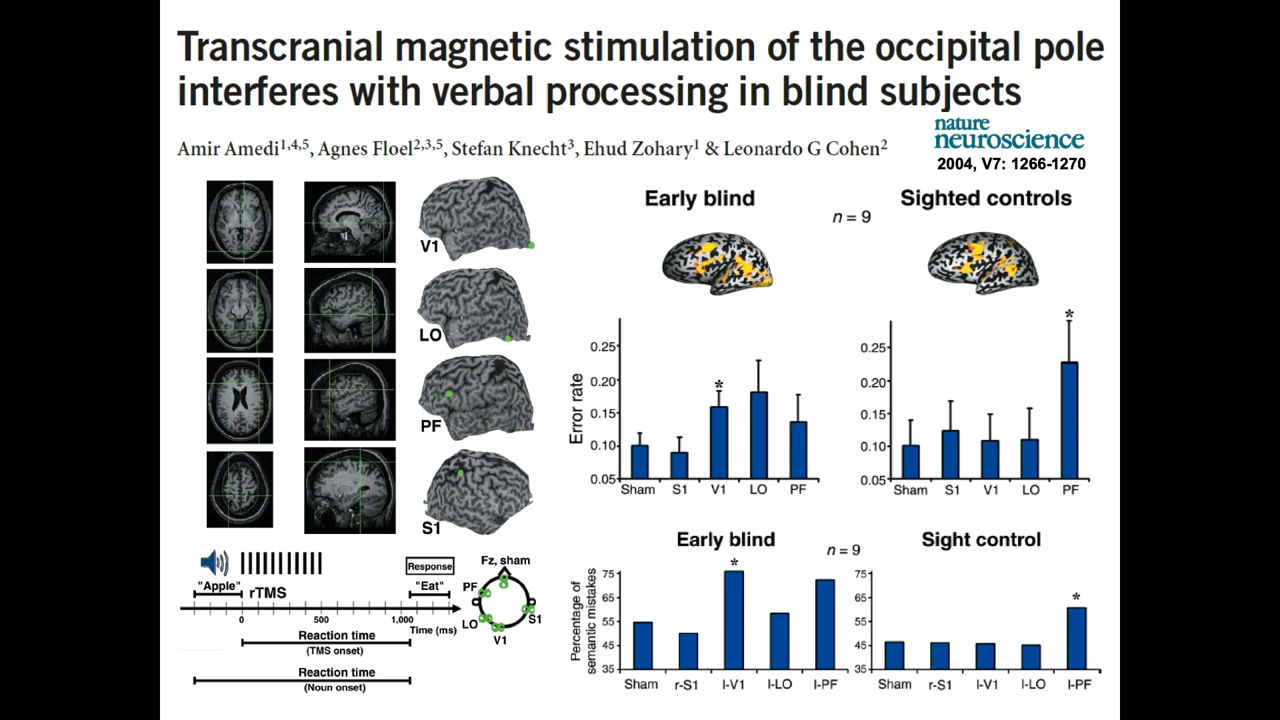 Transcranial magnetic stimulation of the occipital pole
interferes with verbal processing in blind subjects
Amir Amedi1,4,5, Agnes Floel2,3,5, Stefan Knecht3, Ehud Zohary1 & Leonardo G Cohen2
nature
neuroscience
2004, V7: 1266-1270
V1
LO
PF
S1
Early blind
n = 9
Sighted controls
Error rate
0.25
0.20
0.15
0.10
0.05
Sham S1 V1 LO PF
*
0.25
0.20
0.15
0.10
0.05
Sham S1 V1 LO PF
*
"Apple"
rTMS
Response
"Eat"
0 500 1,000 Time (ms)
Reaction time
(TMS onset)
Reaction time
(Noun onset)
Fz, sham
PF
LO
V1
S1
Early blind
n = 9
Sight control
Percentage of
semantic mistakes
75
65
55
45
35
Sham r-S1 l-V1 l-LO l-PF
*
75
65
55
45
35
Sham r-S1 l-V1 l-LO l-PF
*